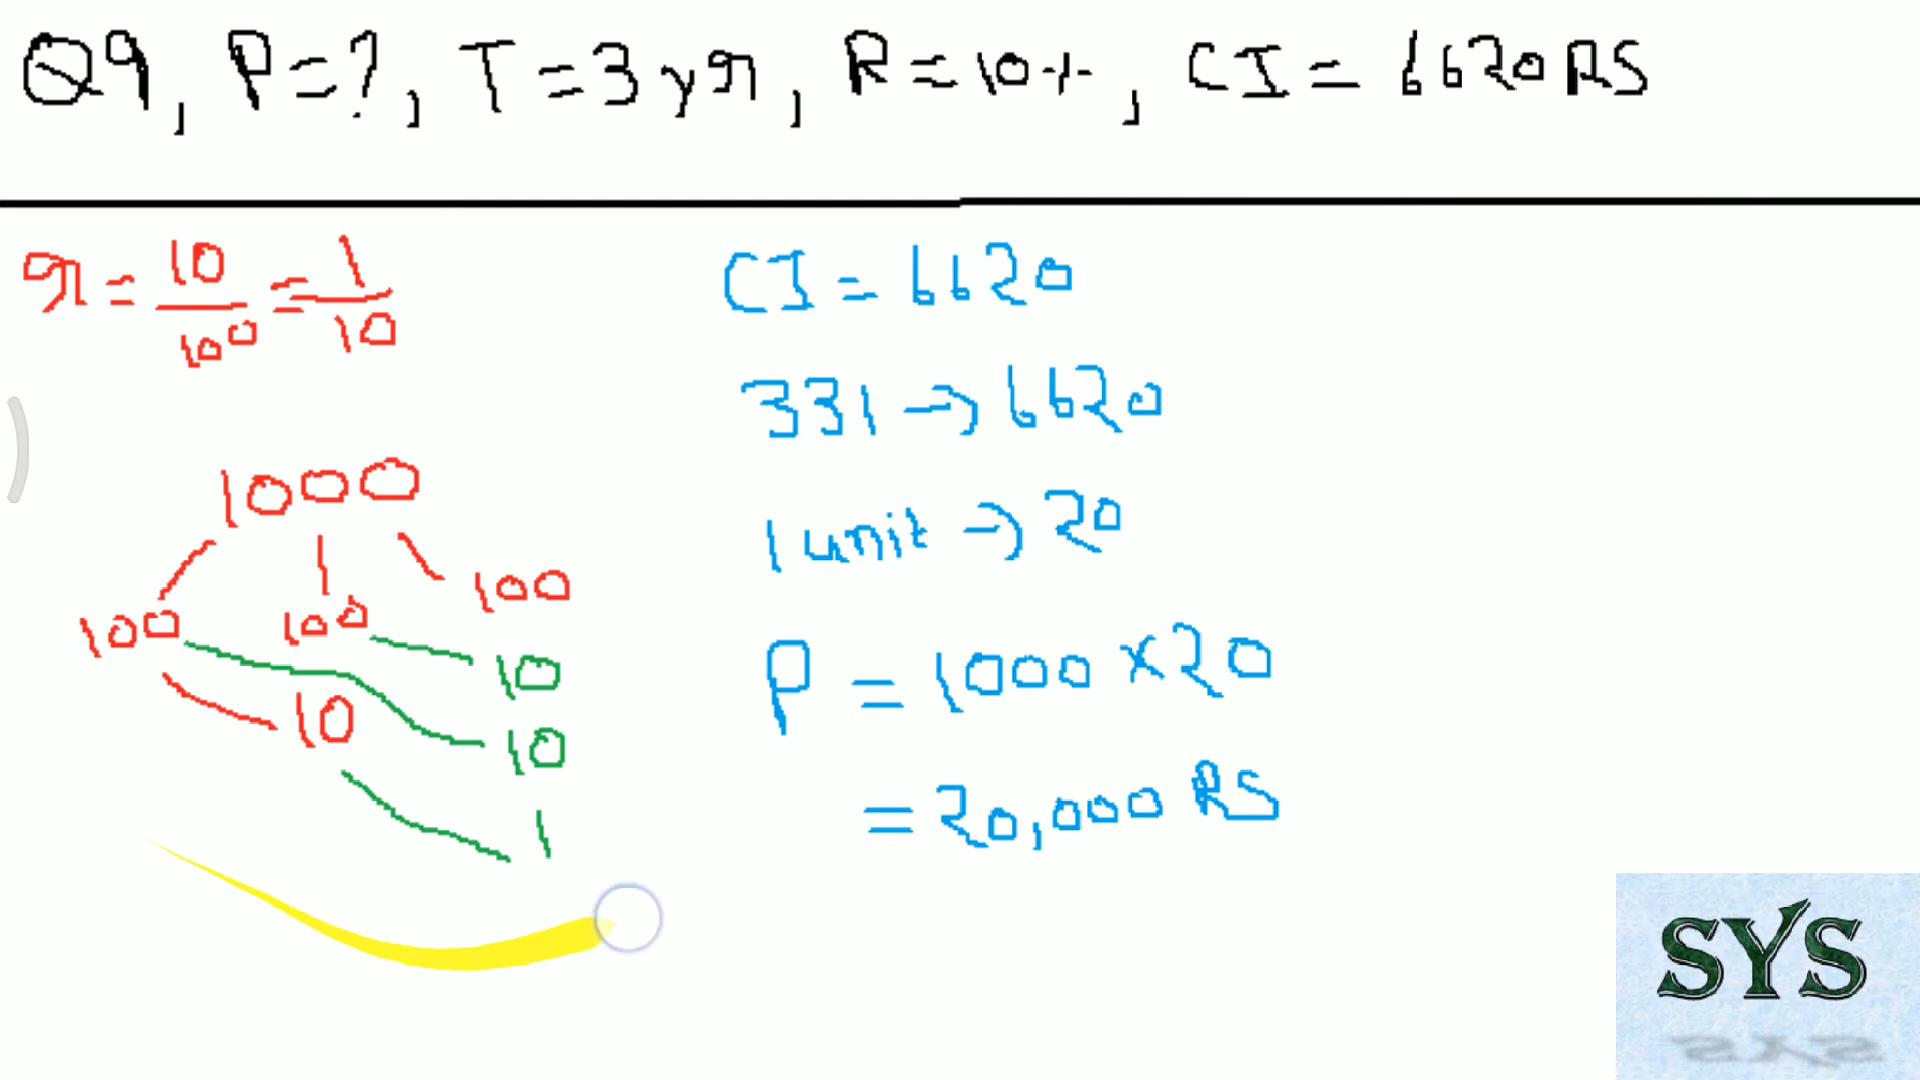 Q9, P=?, T=3yr, R=10%, CI=6620RS
r=10/100=1/10
1000
100 100 100
10 10
10
1
CI=6620
331→6620
1unit→20
P=1000×20
=20,000RS
SYS